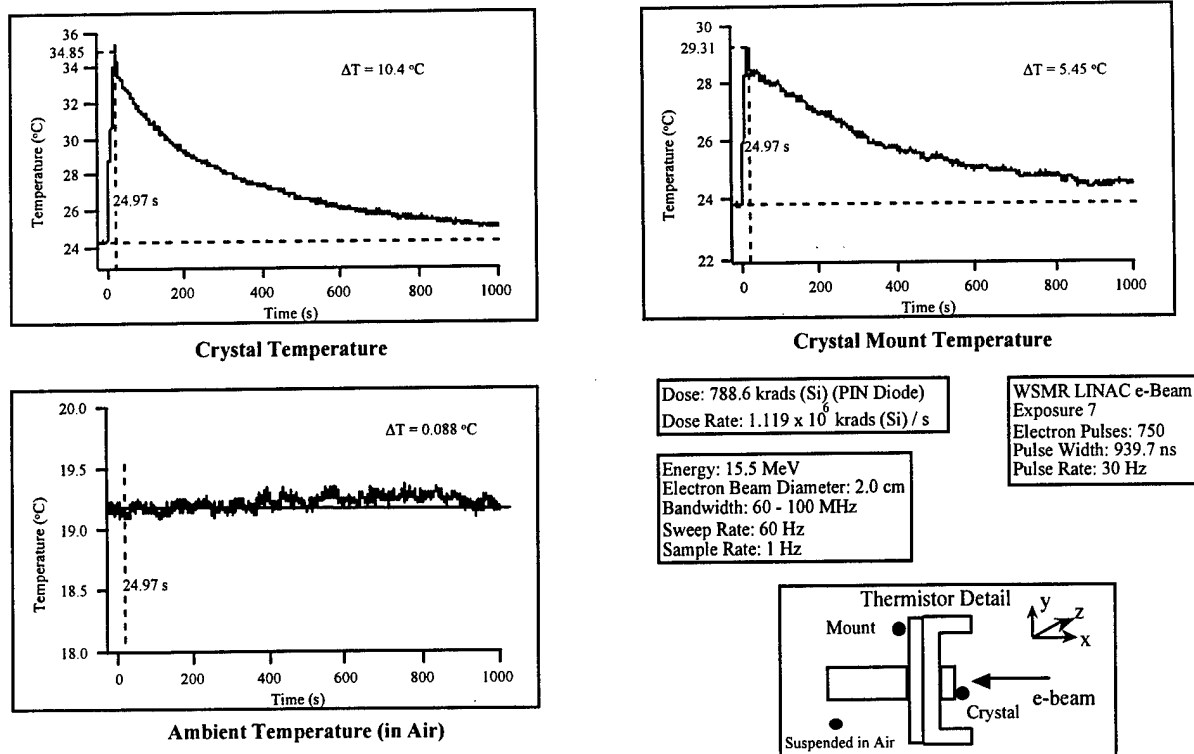 36
34.85
34
32
30
28
26
24
Temperature (°C)
ΔT = 10.4 °C
24.97 s
0 200 400 600 800 1000
Time (s)
Crystal Temperature
30
29.31
28
26
24
22
Temperature (°C)
ΔT = 5.45 °C
24.97 s
0 200 400 600 800 1000
Time (s)
Crystal Mount Temperature
20.0
19.5
19.0
18.5
18.0
Temperature (°C)
ΔT = 0.088 °C
24.97 s
0 200 400 600 800 1000
Time (s)
Ambient Temperature (in Air)
Dose: 788.6 krads (Si) (PIN Diode)
Dose Rate: 1.119 x 10⁶ krads (Si) / s
WSMR LINAC e-Beam
Exposure 7
Electron Pulses: 750
Pulse Width: 939.7 ns
Pulse Rate: 30 Hz
Energy: 15.5 MeV
Electron Beam Diameter: 2.0 cm
Bandwidth: 60 - 100 MHz
Sweep Rate: 60 Hz
Sample Rate: 1 Hz
Thermistor Detail
Mount
y
z
x
e-beam
Crystal
Suspended in Air